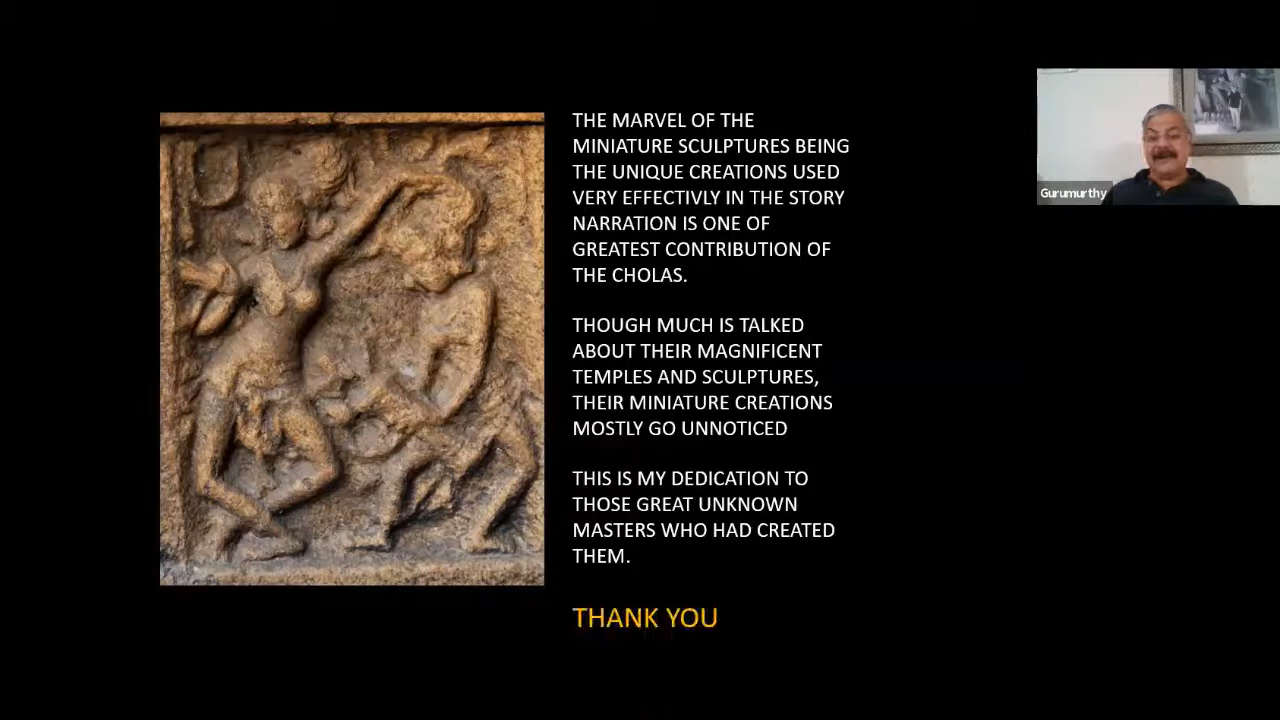 THE MARVEL OF THE
MINIATURE SCULPTURES BEING
THE UNIQUE CREATIONS USED
VERY EFFECTIVLY IN THE STORY
NARRATION IS ONE OF
GREATEST CONTRIBUTION OF
THE CHOLAS.
THOUGH MUCH IS TALKED
ABOUT THEIR MAGNIFICENT
TEMPLES AND SCULPTURES,
THEIR MINIATURE CREATIONS
MOSTLY GO UNNOTICED
THIS IS MY DEDICATION TO
THOSE GREAT UNKNOWN
MASTERS WHO HAD CREATED
THEM.
THANK YOU
Gurumurthy